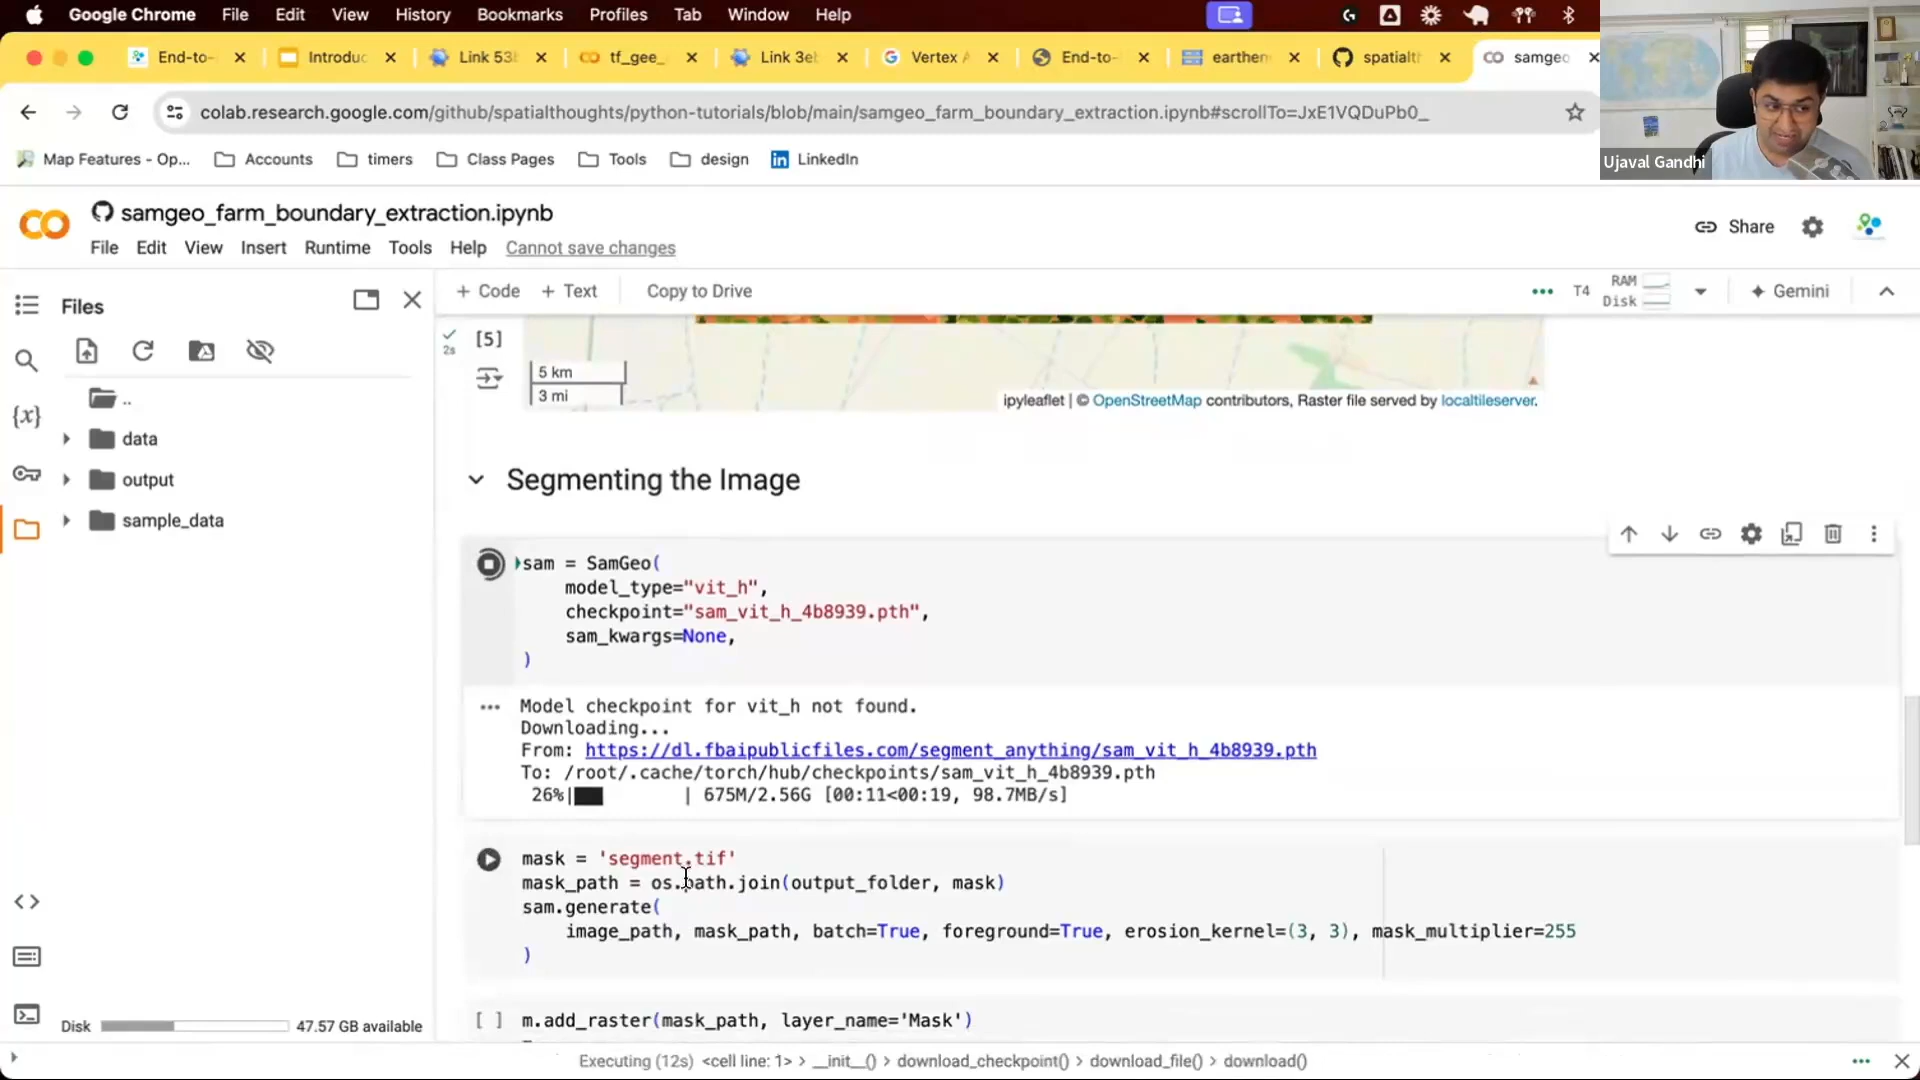 Google Chrome File Edit View History Bookmarks Profiles Tab Window Help
End-to- Introduc Link 53 tf_gee_ Link 3e Vertex A End-to- earthen spatialth samgeo
colab.research.google.com/github/spatialthoughts/python-tutorials/blob/main/samgeo_farm_boundary_extraction.ipynb#scrollTo=JxE1VQDuPb0_
Map Features - Op... Accounts timers Class Pages Tools design LinkedIn
Ujaval Gandhi
samgeo_farm_boundary_extraction.ipynb
Share
File Edit View Insert Runtime Tools Help Cannot save changes
Files
+ Code + Text Copy to Drive
T4 RAM Disk Gemini
..
data
output
sample_data
2s
[5]
5 km
3 mi
ipyleaflet | © OpenStreetMap contributors, Raster file served by localtileserver.
Segmenting the Image
sam = SamGeo(
model_type="vit_h",
checkpoint="sam_vit_h_4b8939.pth",
sam_kwargs=None,
)
Model checkpoint for vit_h not found.
Downloading...
From: https://dl.fbaipublicfiles.com/segment_anything/sam_vit_h_4b8939.pth
To: /root/.cache/torch/hub/checkpoints/sam_vit_h_4b8939.pth
26%| | 675M/2.56G [00:11<00:19, 98.7MB/s]
mask = 'segment.tif'
mask_path = os.path.join(output_folder, mask)
sam.generate(
image_path, mask_path, batch=True, foreground=True, erosion_kernel=(3, 3), mask_multiplier=255
)
[ ] m.add_raster(mask_path, layer_name='Mask')
Disk 47.57 GB available
Executing (12s) <cell line: 1> > __init__() > download_checkpoint() > download_file() > download()